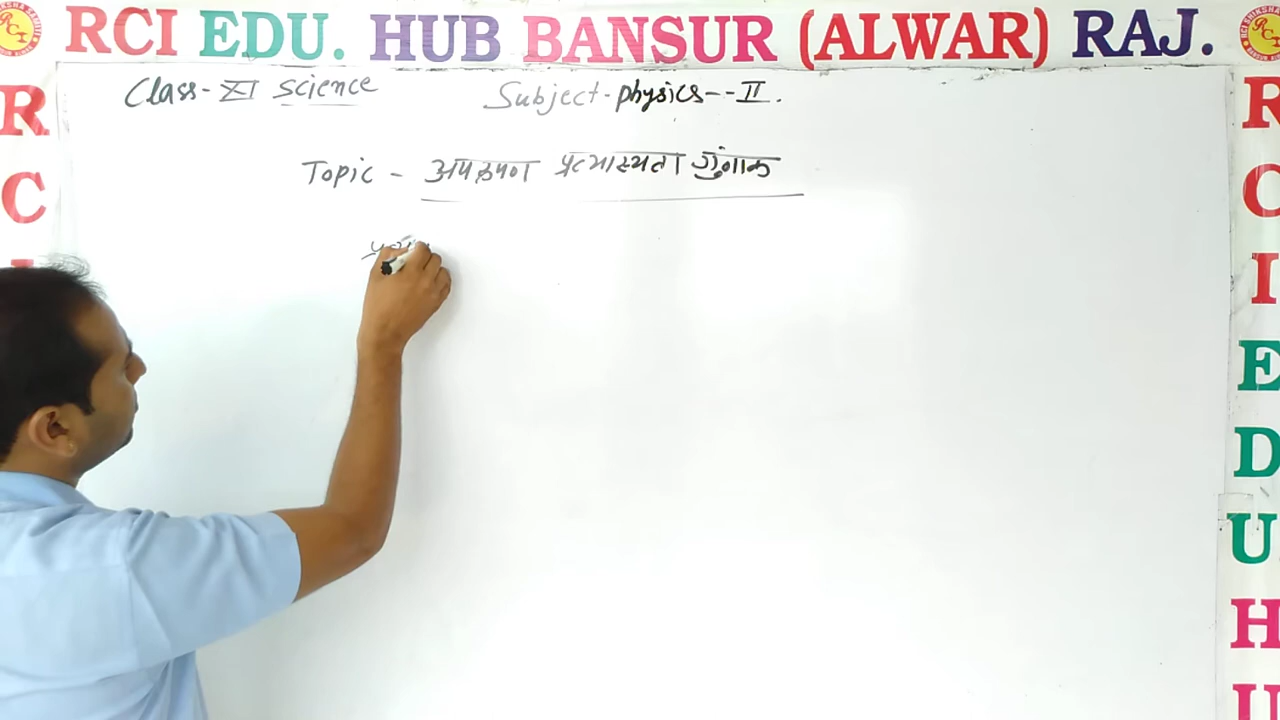 RCI EDU. HUB BANSUR (ALWAR) RAJ.
Class- XI Science Subject- physics--II.
Topic - अपरूपण प्रत्यास्थता गुंणाक
R
C
I
R
C
I
E
D
U
H
U